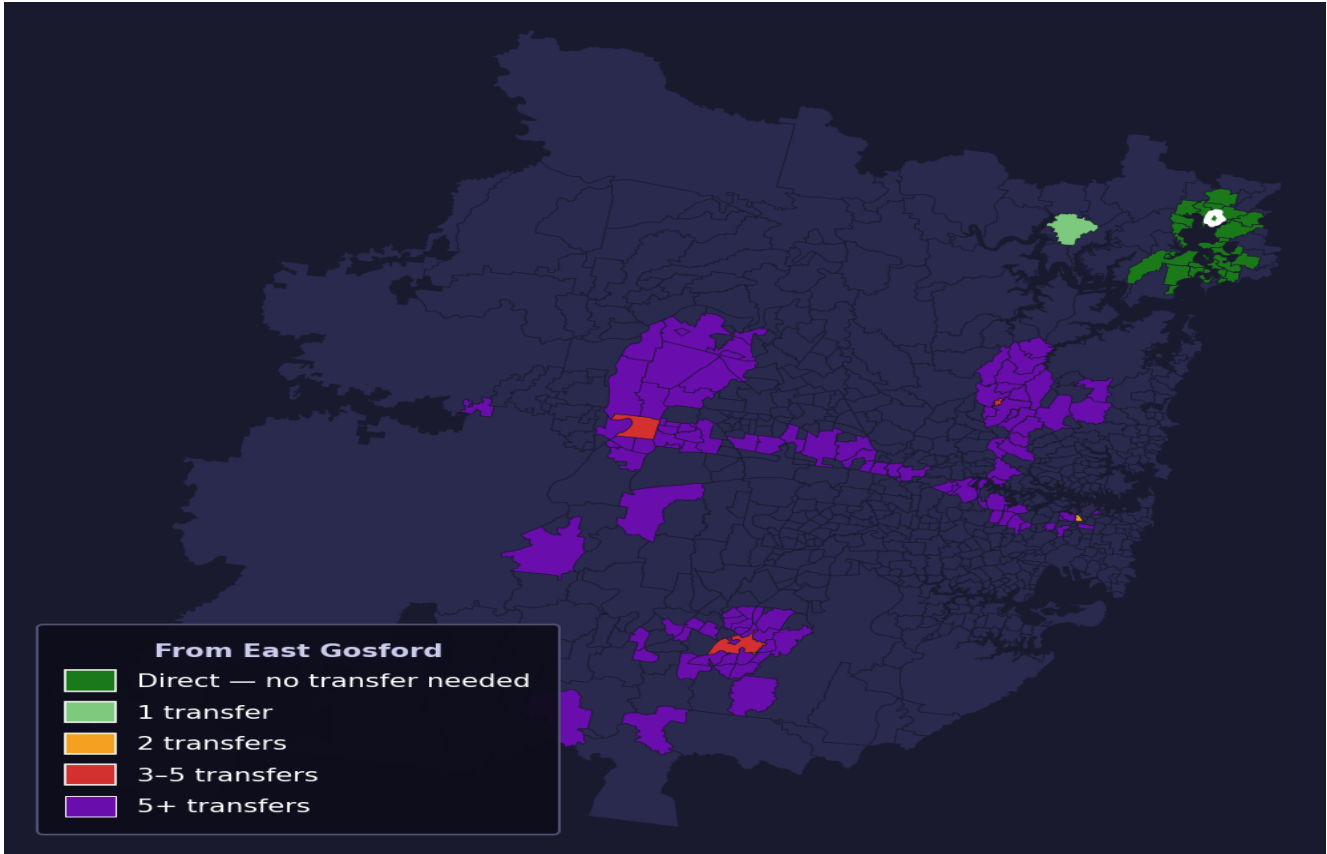 From East Gosford
Direct — no transfer needed
1 transfer
2 transfers
3–5 transfers
5+ transfers